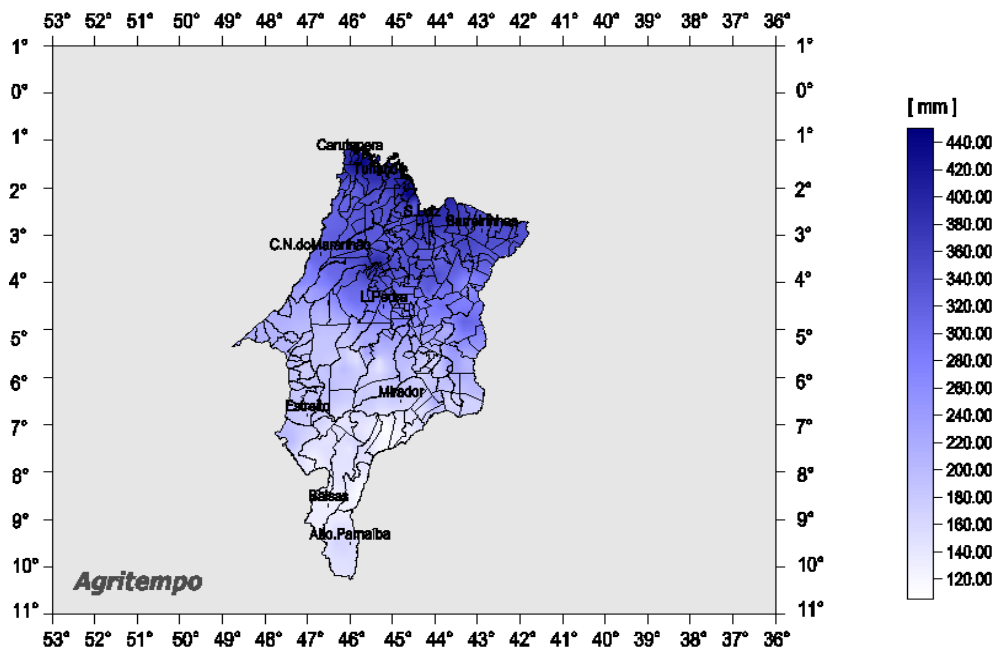 53° 52° 51° 50° 49° 48° 47° 46° 45° 44° 43° 42° 41° 40° 39° 38° 37° 36°
1° 1°
0° 0°
[ mm ]
1° Carutapera 1°
440.00
420.00
2° 2°
400.00
S.Luiz
380.00
Barreirinhas
3° C.N.doMaranhão 3°
360.00
340.00
4° L.Pedra 4°
320.00
300.00
5° 5°
280.00
260.00
6° Mirador 6°
240.00
Estreito
220.00
7° 7°
200.00
8° 8°
180.00
Balsas
160.00
9° Alto.Parnaíba 9°
140.00
10° Agritempo 10°
120.00
11° 11°
53° 52° 51° 50° 49° 48° 47° 46° 45° 44° 43° 42° 41° 40° 39° 38° 37° 36°